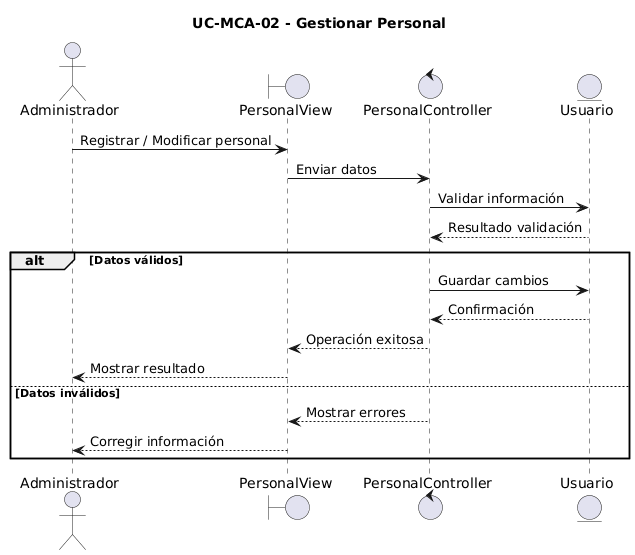 UC-MCA-02 - Gestionar Personal
Administrador
PersonalView
PersonalController
Usuario
Registrar / Modificar personal
Enviar datos
Validar información
Resultado validación
alt
[Datos válidos]
Guardar cambios
Confirmación
Operación exitosa
Mostrar resultado
[Datos inválidos]
Mostrar errores
Corregir información
Administrador
PersonalView
PersonalController
Usuario